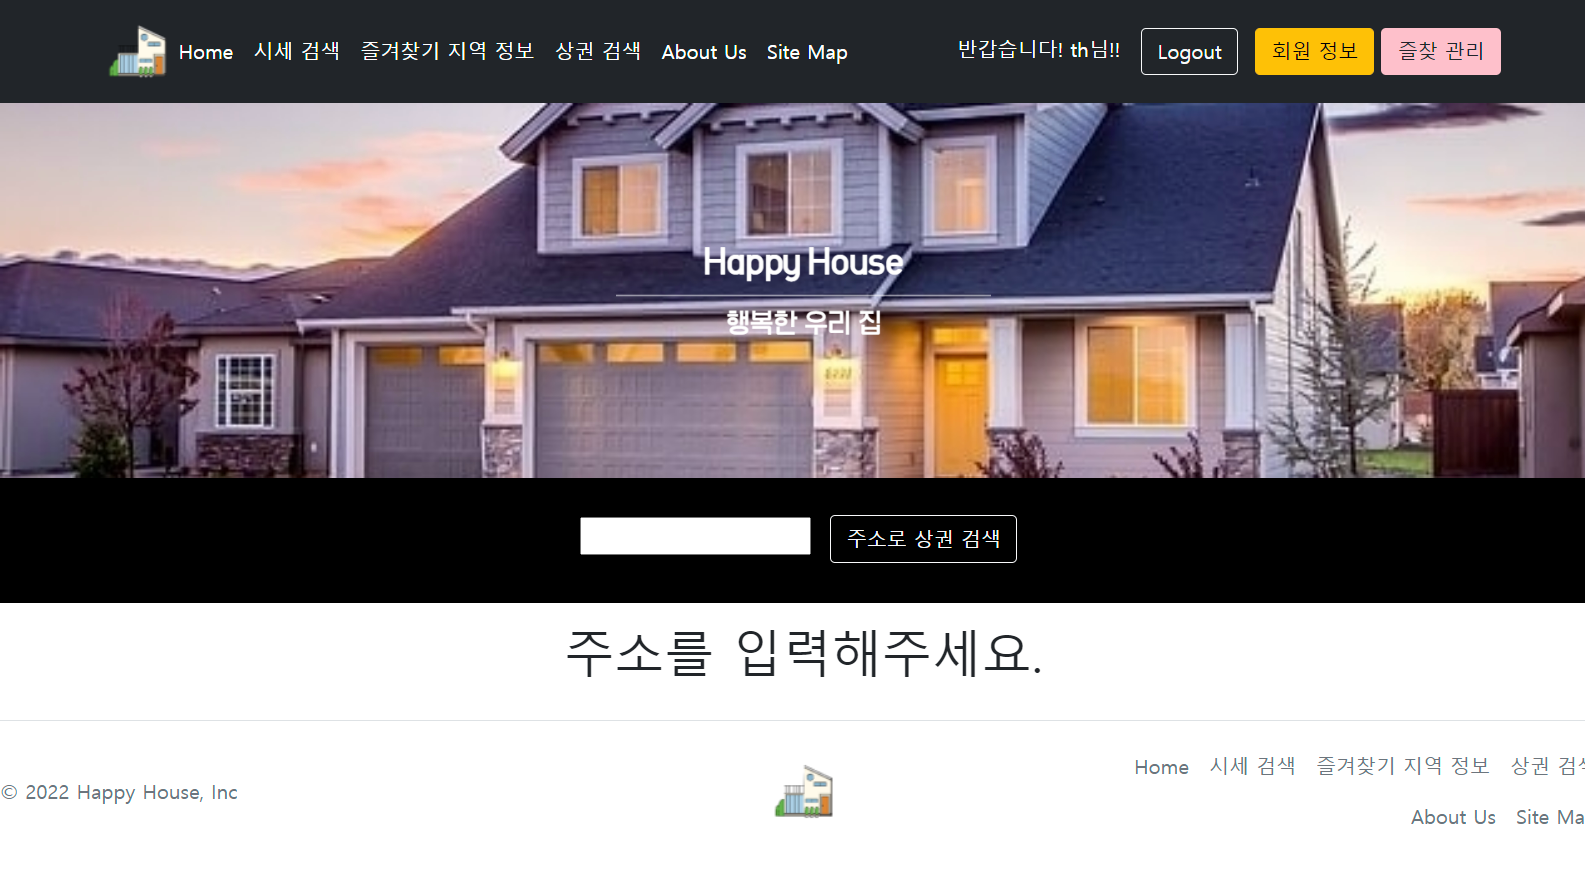 Home 시세 검색 즐겨찾기 지역 정보 상권 검색 About Us Site Map 반갑습니다! th님!! Logout 회원 정보 즐찾 관리
Happy House
행복한 우리 집
주소로 상권 검색
주소를 입력해주세요.
Home 시세 검색 즐겨찾기 지역 정보 상권 검색
© 2022 Happy House, Inc
About Us Site Ma